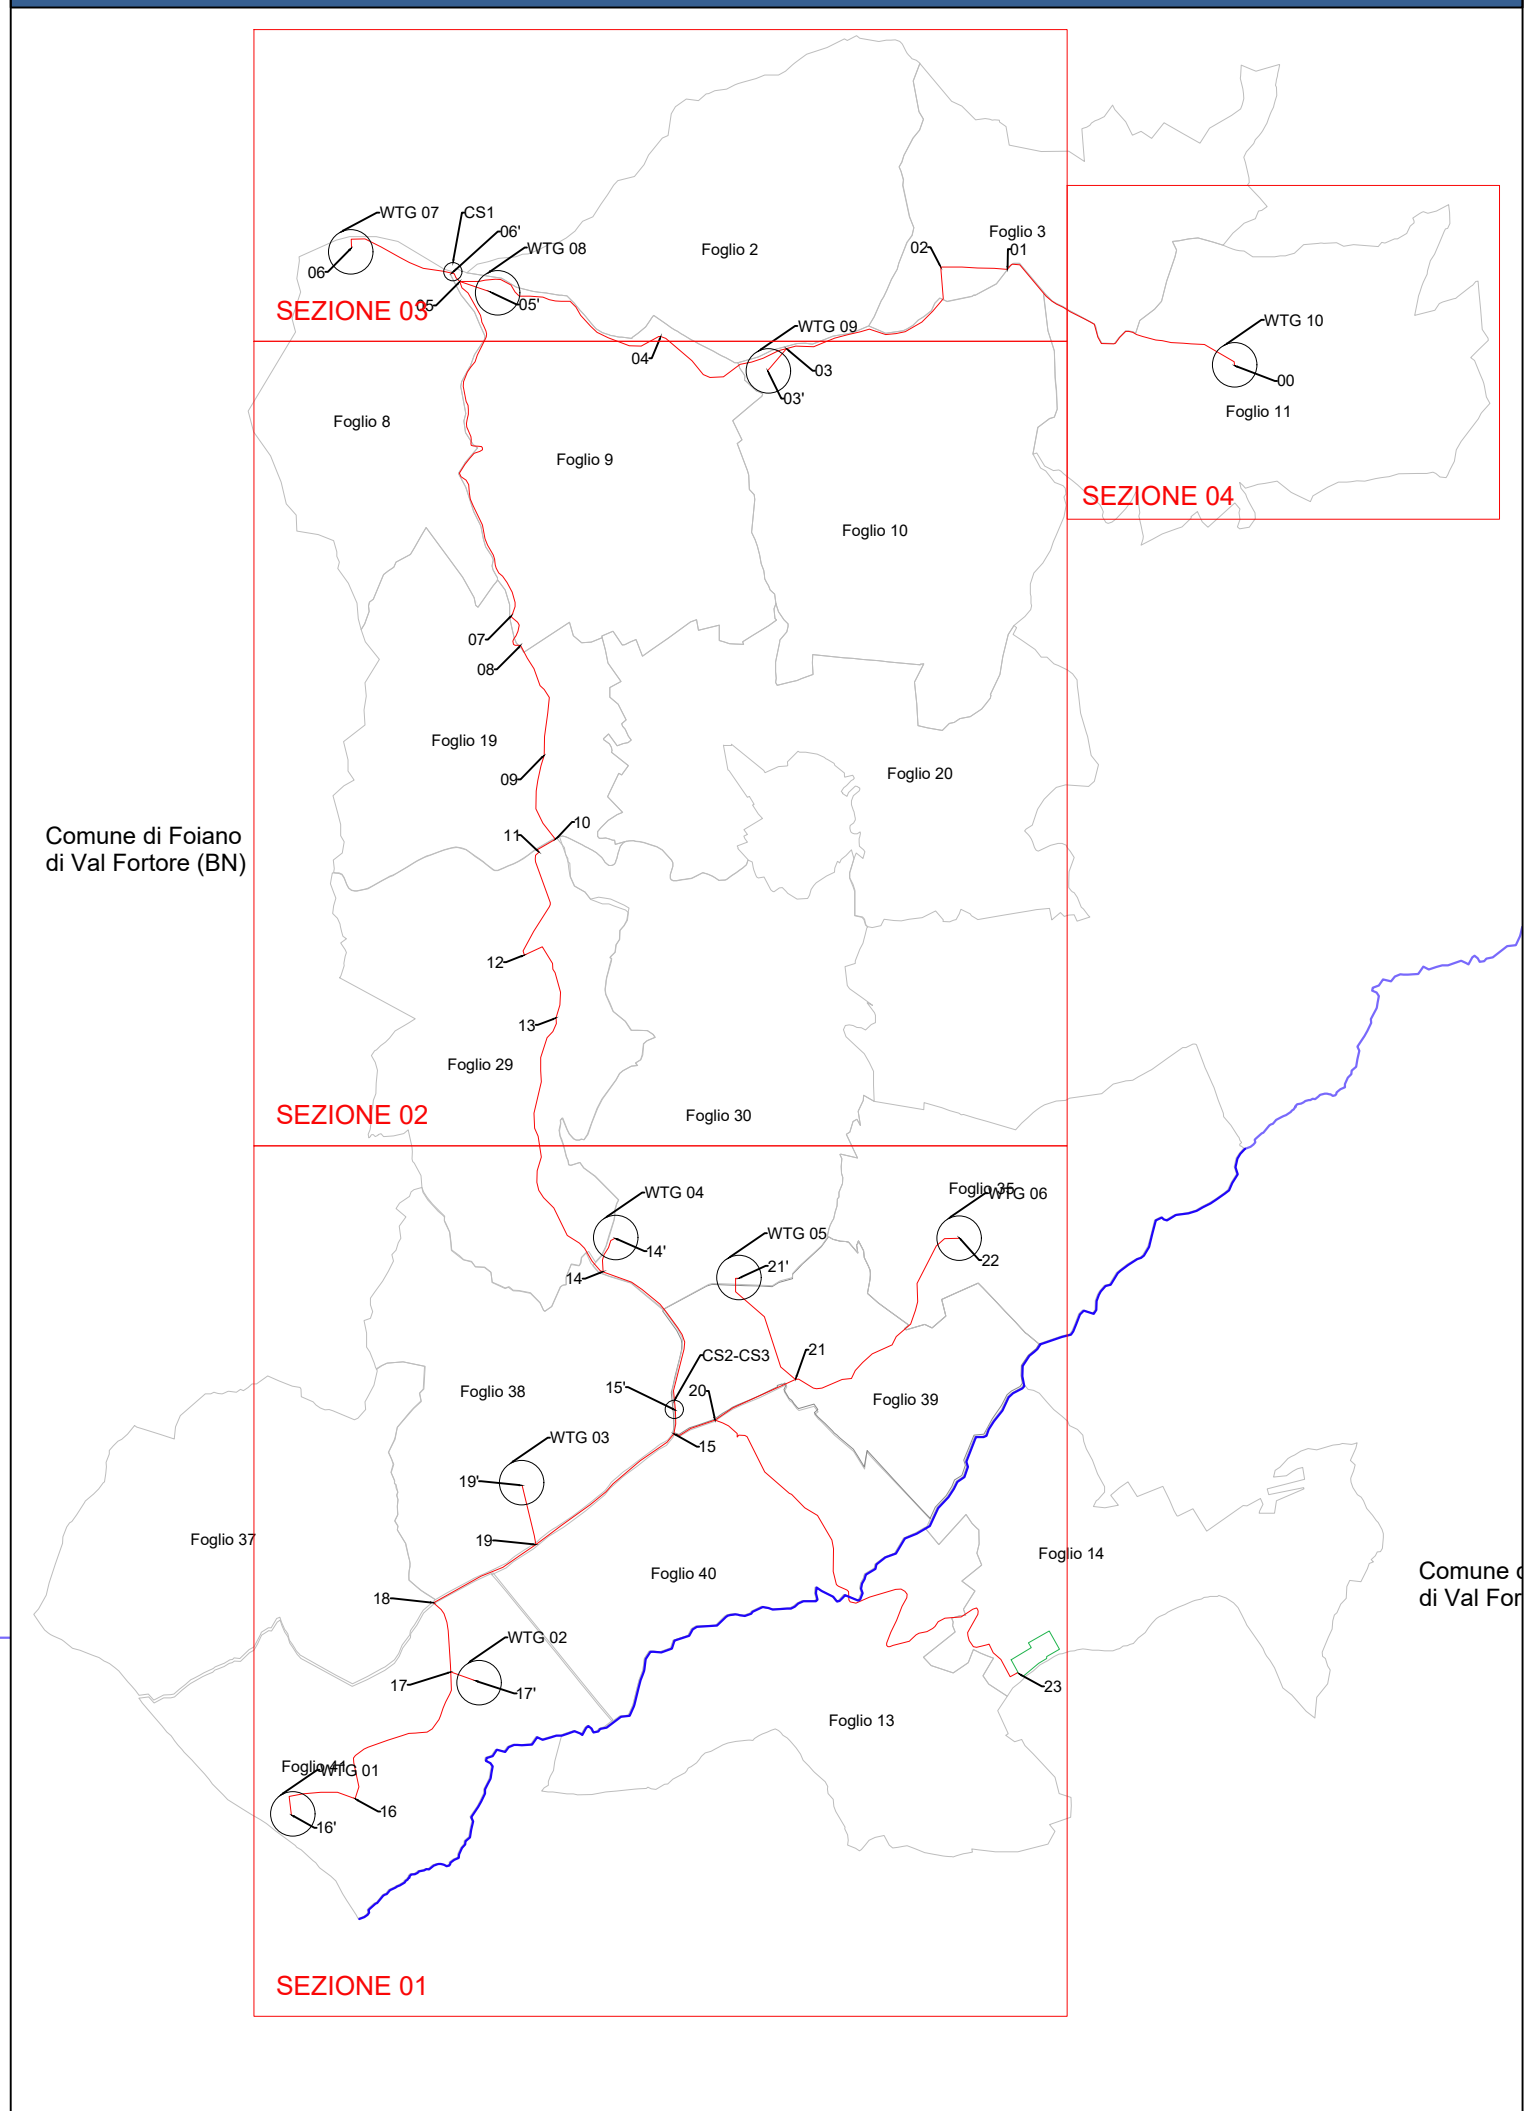 WTG 07
CS1
06'
WTG 08
Foglio 2
Foglio 3
02
01
06
05
05'
SEZIONE 03
WTG 09
WTG 10
04
03
03'
00
Foglio 11
Foglio 8
Foglio 9
SEZIONE 04
Foglio 10
07
08
Foglio 19
09
Foglio 20
10
11
Comune di Foiano
di Val Fortore (BN)
12
13
Foglio 29
SEZIONE 02
Foglio 30
WTG 04
Foglio 35
WTG 06
WTG 05
14'
22
21'
14
CS2-CS3
21
15'
20
Foglio 38
Foglio 39
15
WTG 03
19'
Foglio 37
19
Foglio 14
Foglio 40
Comune
di Val For
18
WTG 02
17
17'
23
Foglio 13
Foglio 41
WTG 01
16
16'
SEZIONE 01